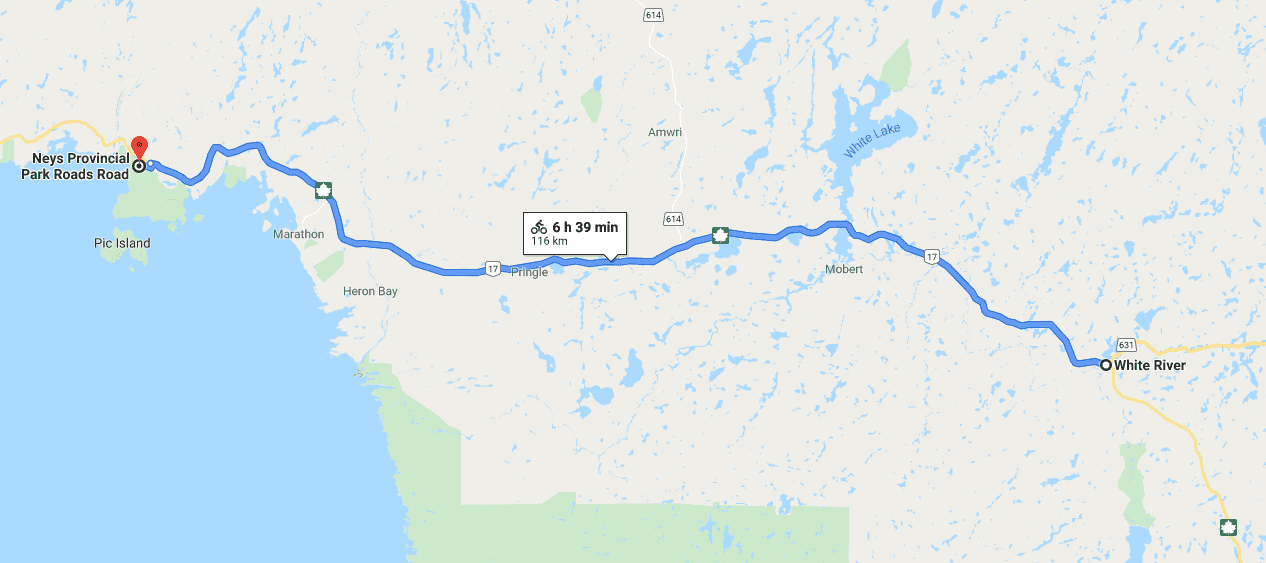 614
Amwri
White Lake
Neys Provincial
Park Roads Road
614
6 h 39 min
116 km
Marathon
Pic Island
17
17
Pringle
Mobert
Heron Bay
631
White River